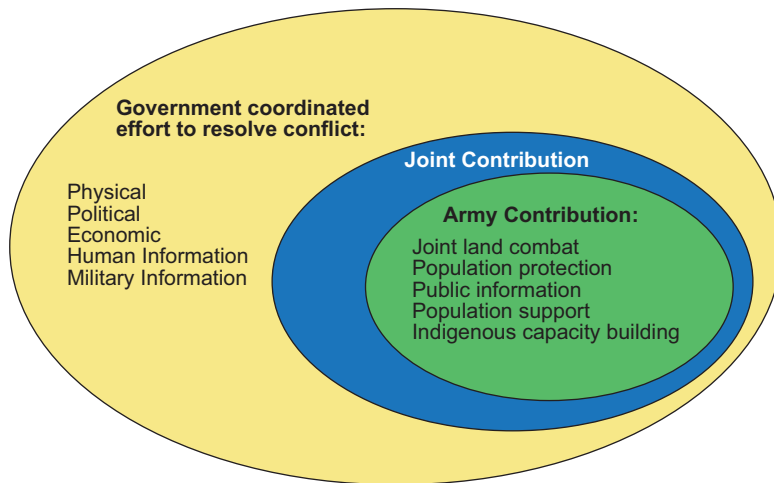 Government coordinated
effort to resolve conflict:
Physical
Political
Economic
Human Information
Military Information
Joint Contribution
Army Contribution:
Joint land combat
Population protection
Public information
Population support
Indigenous capacity building